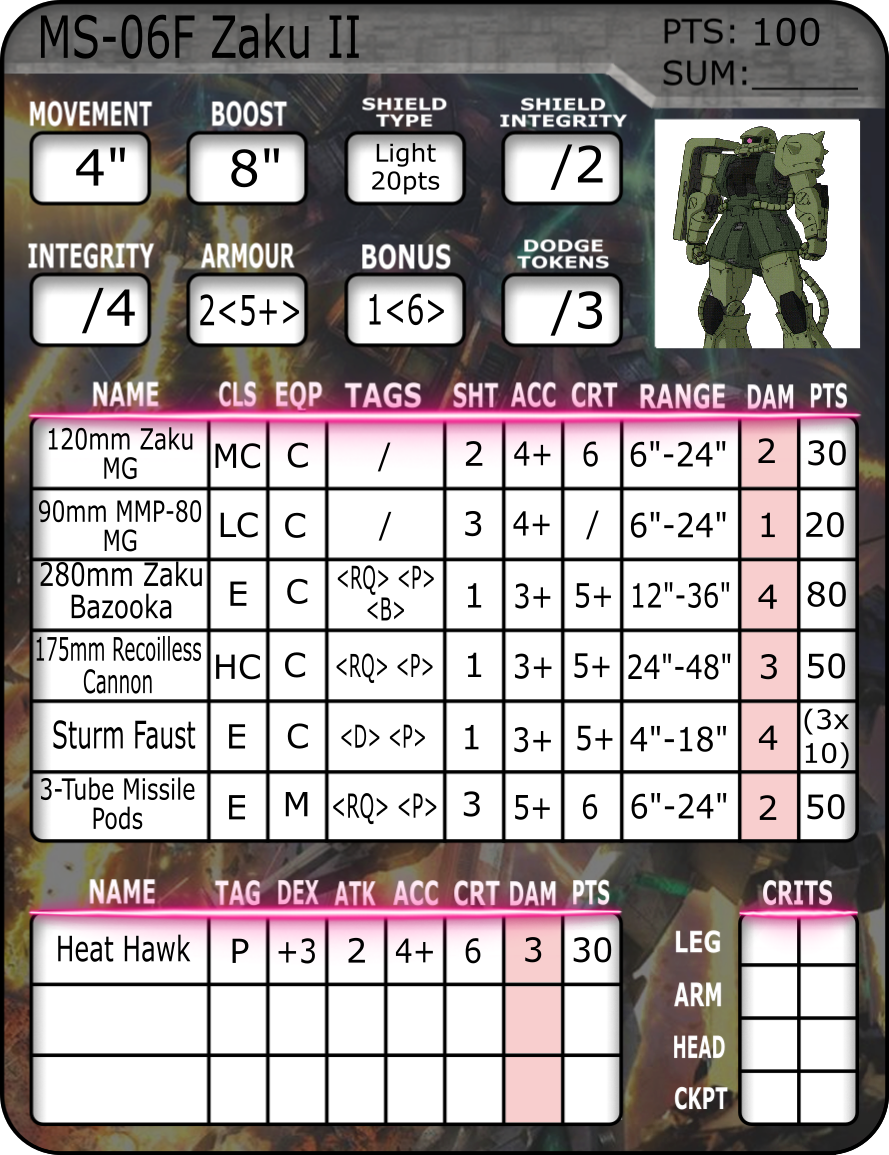 MS-06F Zaku II
PTS: 100
SUM:_____
MOVEMENT BOOST SHIELD TYPE SHIELD INTEGRITY
4" 8" Light 20pts /2
INTEGRITY ARMOUR BONUS DODGE TOKENS
/4 2<5+> 1<6> /3
NAME CLS EQP TAGS SHT ACC CRT RANGE DAM PTS
120mm Zaku MG MC C / 2 4+ 6 6"-24" 2 30
90mm MMP-80 MG LC C / 3 4+ / 6"-24" 1 20
280mm Zaku Bazooka E C <RQ> <P> <B> 1 3+ 5+ 12"-36" 4 80
175mm Recoilless Cannon HC C <RQ> <P> 1 3+ 5+ 24"-48" 3 50
Sturm Faust E C <D> <P> 1 3+ 5+ 4"-18" 4 (3x 10)
3-Tube Missile Pods E M <RQ> <P> 3 5+ 6 6"-24" 2 50
NAME TAG DEX ATK ACC CRT DAM PTS
Heat Hawk P +3 2 4+ 6 3 30
CRITS
LEG
ARM
HEAD
CKPT